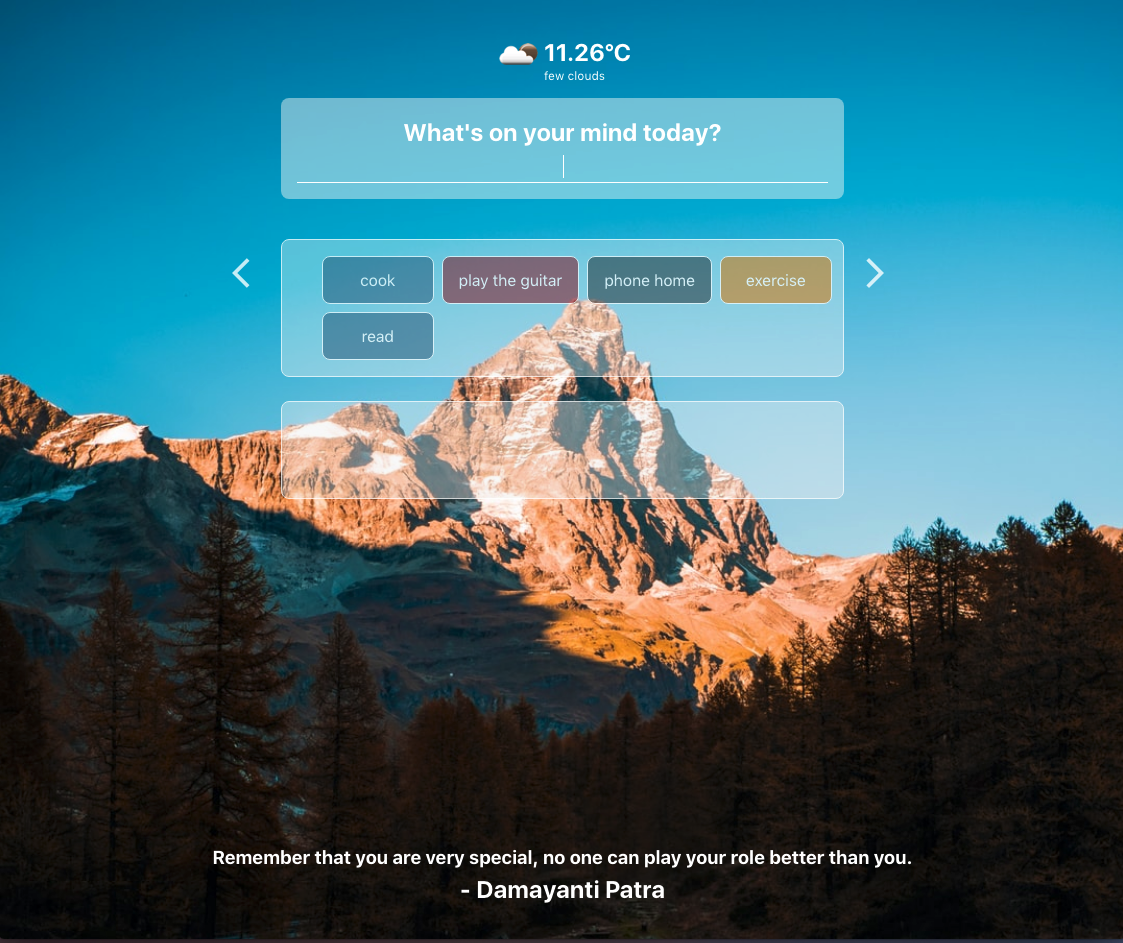 11.26°C
few clouds
What's on your mind today?
cook
play the guitar
phone home
exercise
read
Remember that you are very special, no one can play your role better than you.
- Damayanti Patra